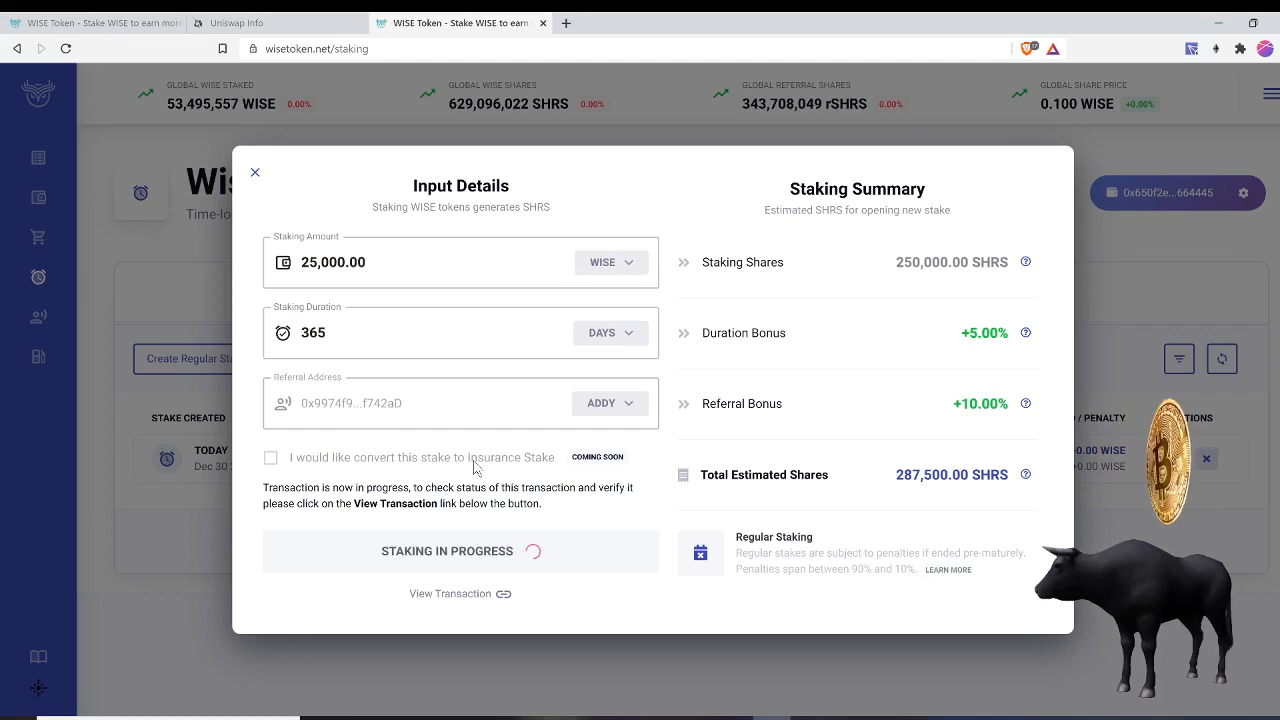 WISE Token - Stake WISE to earn more
Uniswap Info
WISE Token - Stake WISE to earn
wisetoken.net/staking
GLOBAL WISE STAKED
53,495,557 WISE 0.00%
GLOBAL WISE SHARES
629,096,022 SHRS 0.00%
GLOBAL REFERRAL SHARES
343,708,049 rSHRS 0.00%
GLOBAL SHARE PRICE
0.100 WISE +0.00%
Wis
Time-lo
0x650f2e...664445
Input Details
Staking WISE tokens generates SHRS
Staking Amount
25,000.00 WISE
Staking Duration
365 DAYS
Referral Address
0x9974f9...f742aD ADDY
I would like convert this stake to Insurance Stake COMING SOON
Transaction is now in progress, to check status of this transaction and verify it
please click on the View Transaction link below the button.
STAKING IN PROGRESS
View Transaction
Staking Summary
Estimated SHRS for opening new stake
Staking Shares 250,000.00 SHRS
Duration Bonus +5.00%
Referral Bonus +10.00%
Total Estimated Shares 287,500.00 SHRS
Regular Staking
Regular stakes are subject to penalties if ended pre-maturely.
Penalties span between 90% and 10%. LEARN MORE
Create Regular Sta
STAKE CREATED
TODAY
Dec 30
/ PENALTY
TIONS
0.00 WISE
0.00 WISE